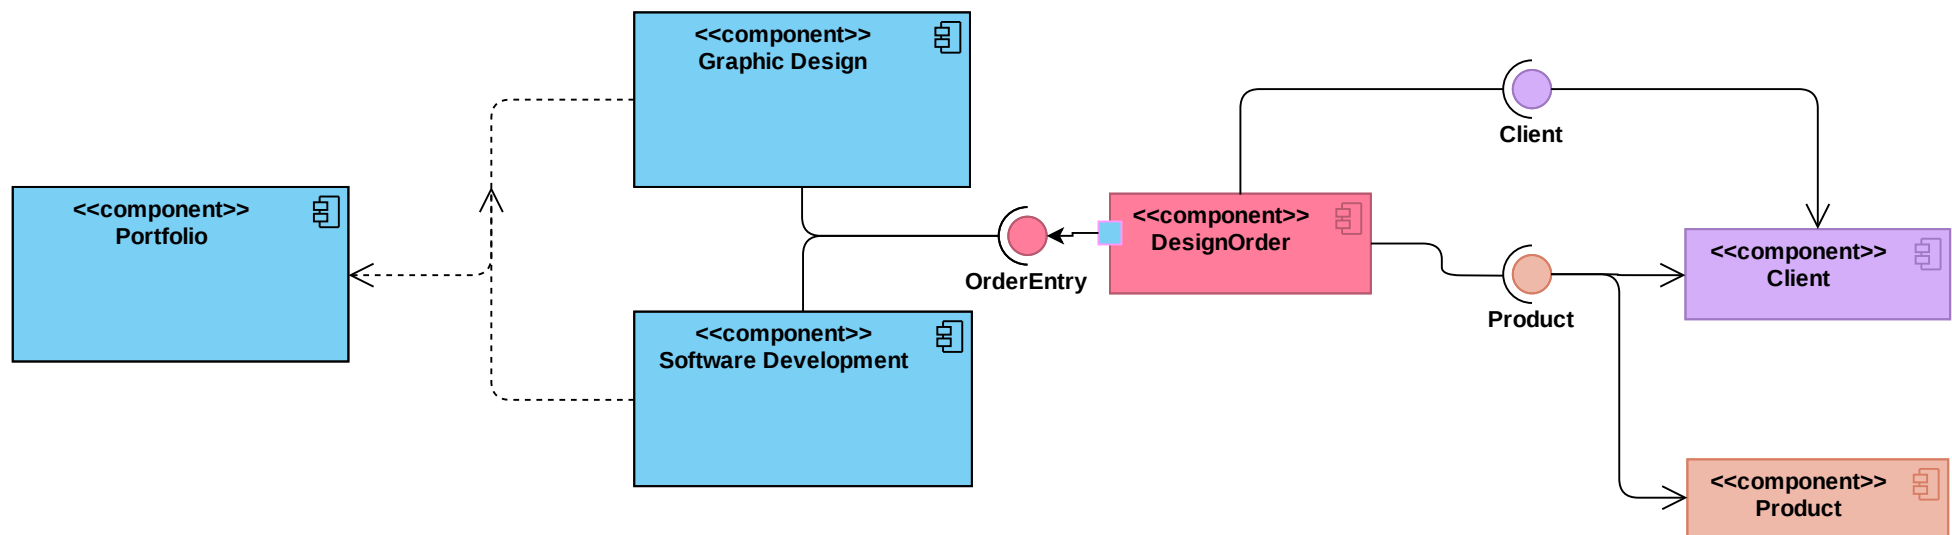 <<component>>
Graphic Design
<<component>>
Portfolio
<<component>>
Software Development
OrderEntry
<<component>>
DesignOrder
Client
Product
<<component>>
Client
<<component>>
Product